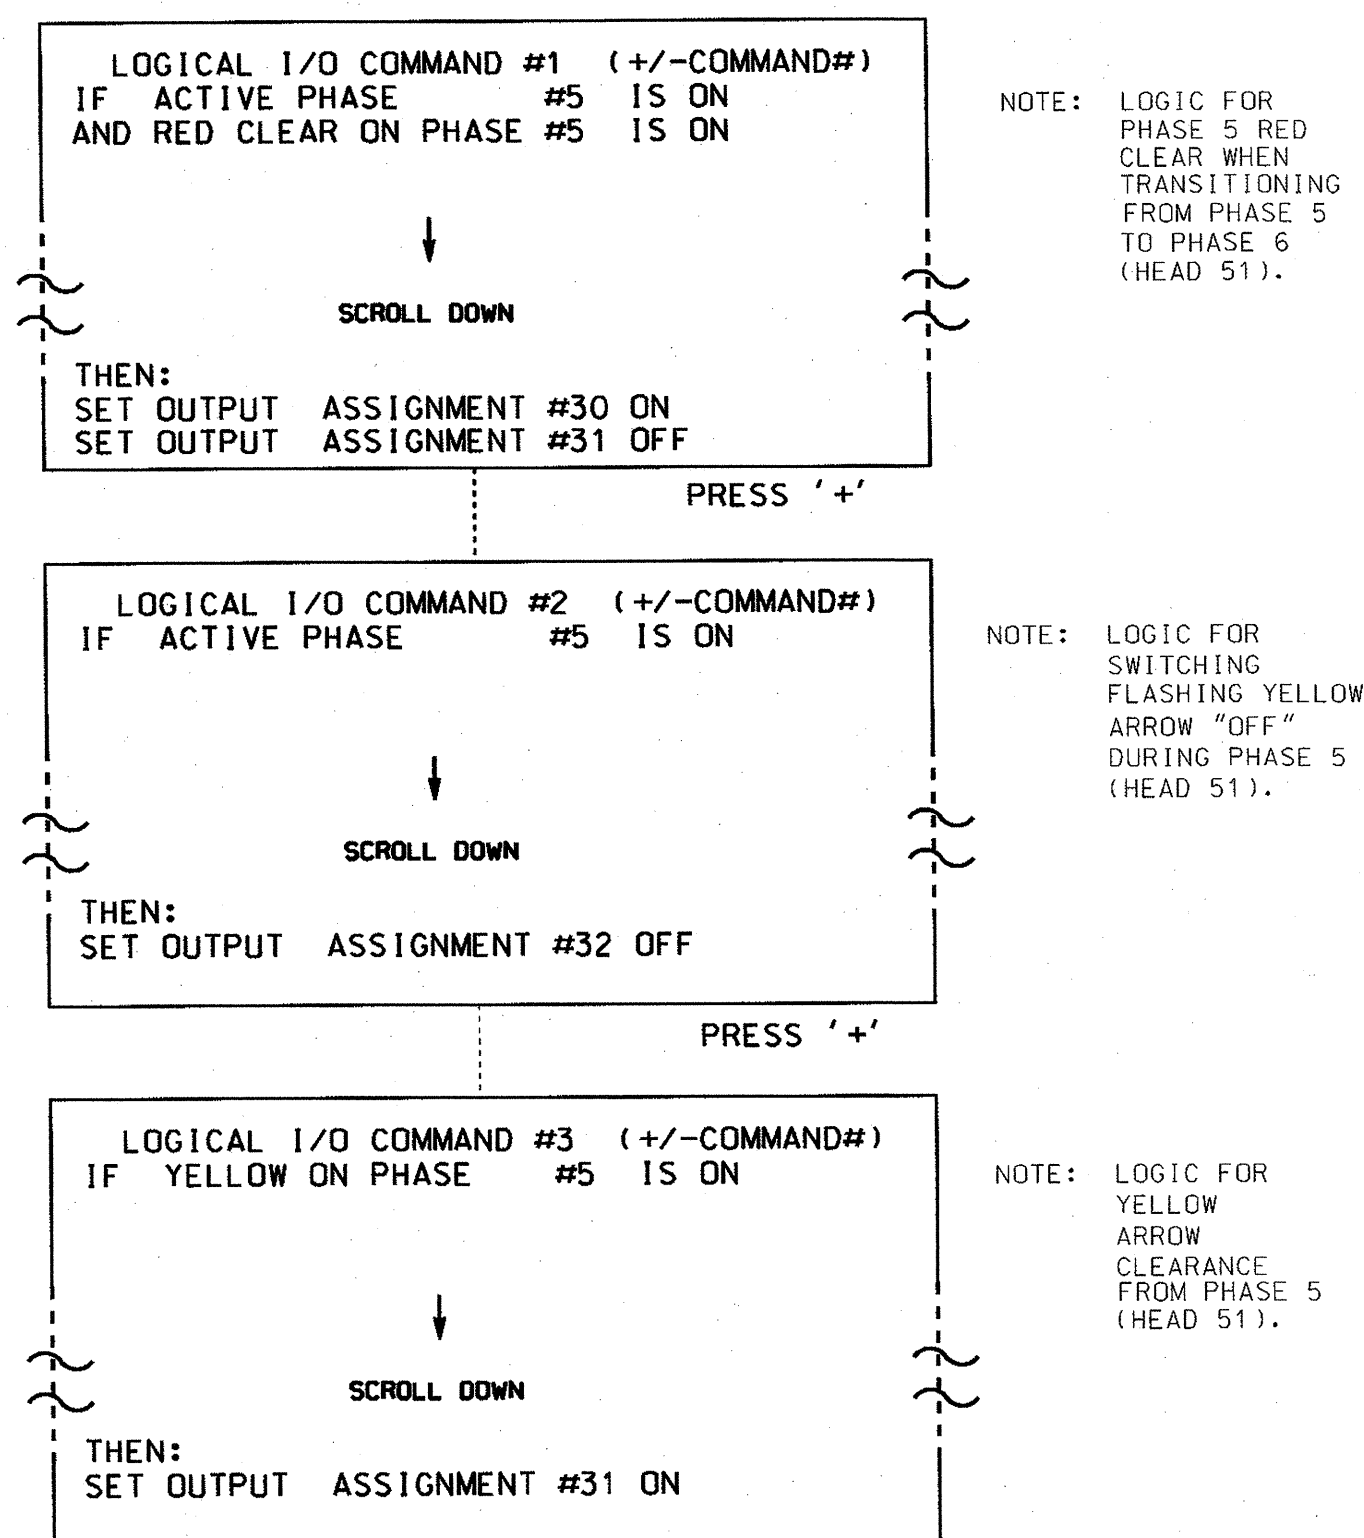 LOGICAL I/O COMMAND #1 (+/-COMMAND#)
IF ACTIVE PHASE #5 IS ON
AND RED CLEAR ON PHASE #5 IS ON
SCROLL DOWN
THEN:
SET OUTPUT ASSIGNMENT #30 ON
SET OUTPUT ASSIGNMENT #31 OFF
NOTE: LOGIC FOR
PHASE 5 RED
CLEAR WHEN
TRANSITIONING
FROM PHASE 5
TO PHASE 6
(HEAD 51).
PRESS '+'
LOGICAL I/O COMMAND #2 (+/-COMMAND#)
IF ACTIVE PHASE #5 IS ON
SCROLL DOWN
THEN:
SET OUTPUT ASSIGNMENT #32 OFF
NOTE: LOGIC FOR
SWITCHING
FLASHING YELLOW
ARROW "OFF"
DURING PHASE 5
(HEAD 51).
PRESS '+'
LOGICAL I/O COMMAND #3 (+/-COMMAND#)
IF YELLOW ON PHASE #5 IS ON
SCROLL DOWN
THEN:
SET OUTPUT ASSIGNMENT #31 ON
NOTE: LOGIC FOR
YELLOW
ARROW
CLEARANCE
FROM PHASE 5
(HEAD 51).